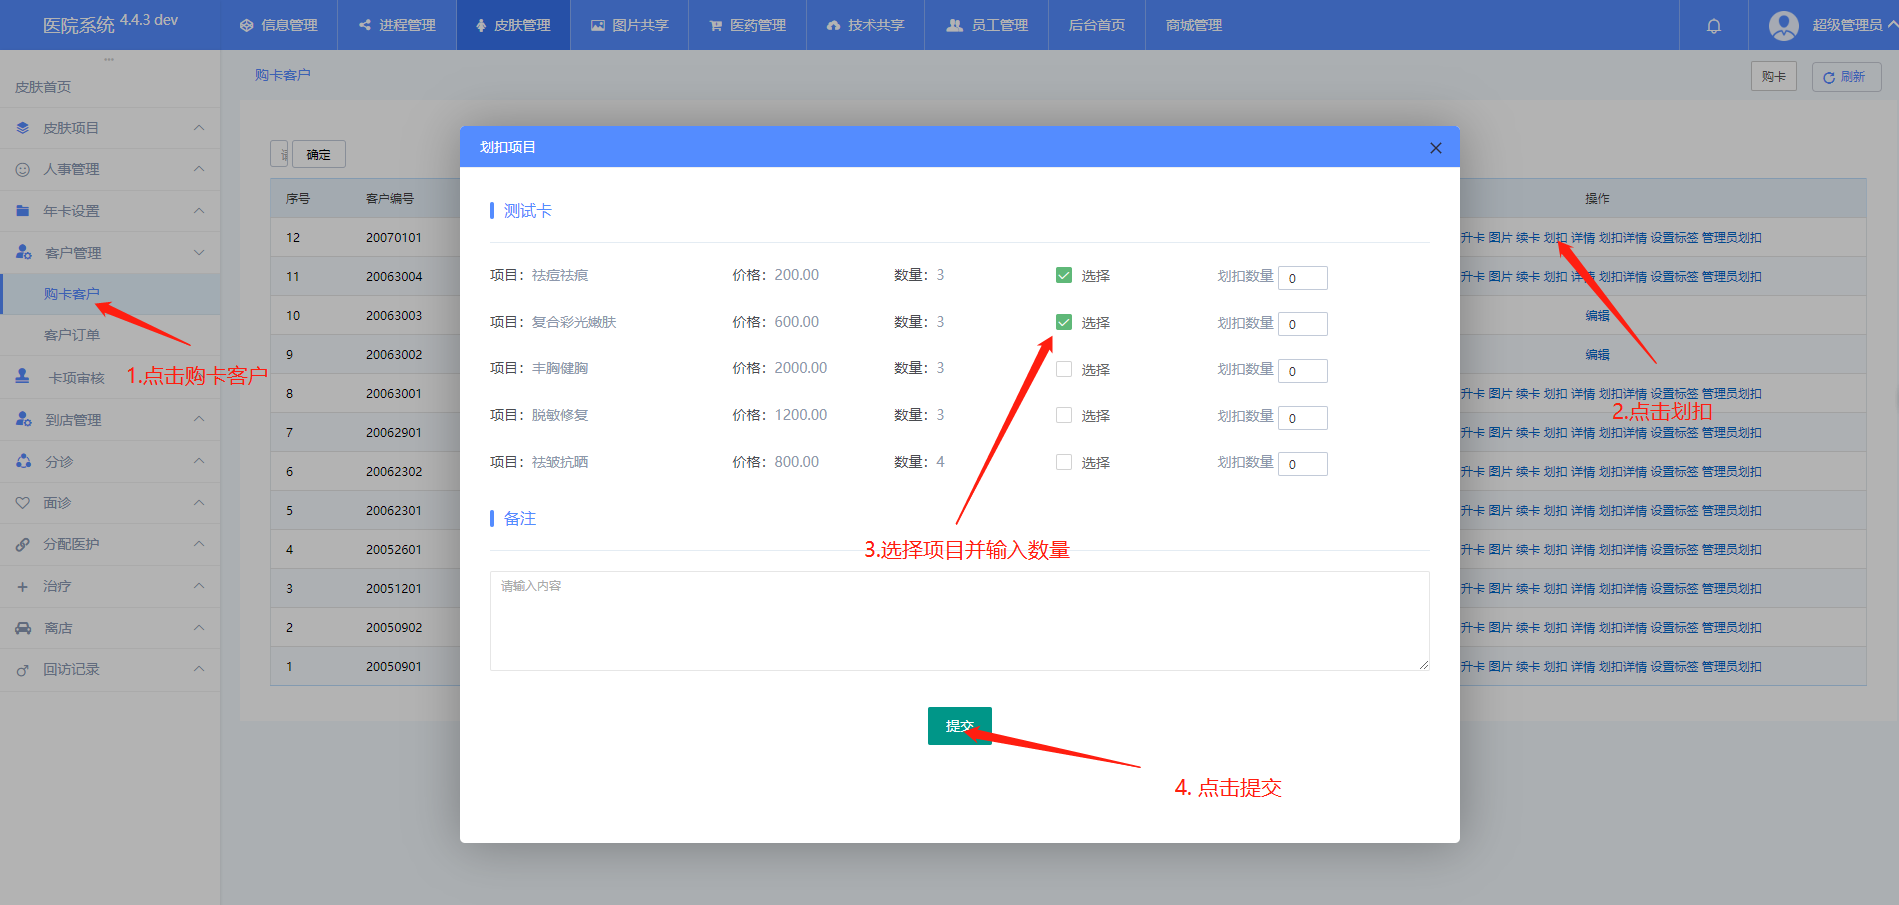 医院系统 4.4.3 dev
信息管理 进程管理 皮肤管理 图片共享 医药管理 技术共享 员工管理 后台首页 商城管理 超级管理员
皮肤首页
皮肤项目
人事管理
年卡设置
客户管理
购卡客户
客户订单
卡项审核
到店管理
分诊
面诊
分配医护
治疗
离店
回访记录
1.点击购卡客户
购卡客户 购卡 刷新
确定
序号 客户编号 操作
12 20070101 升卡 图片 续卡 划扣 详情 划扣详情 设置标签 管理员划扣
11 20063004 升卡 图片 续卡 划扣 详情 划扣详情 设置标签 管理员划扣
10 20063003 编辑
9 20063002 编辑
8 20063001 升卡 图片 续卡 划扣 详情 划扣详情 设置标签 管理员划扣
7 20062901 升卡 图片 续卡 划扣 详情 划扣详情 设置标签 管理员划扣
6 20062302 升卡 图片 续卡 划扣 详情 划扣详情 设置标签 管理员划扣
5 20062301 升卡 图片 续卡 划扣 详情 划扣详情 设置标签 管理员划扣
4 20052601 升卡 图片 续卡 划扣 详情 划扣详情 设置标签 管理员划扣
3 20051201 升卡 图片 续卡 划扣 详情 划扣详情 设置标签 管理员划扣
2 20050902 升卡 图片 续卡 划扣 详情 划扣详情 设置标签 管理员划扣
1 20050901 升卡 图片 续卡 划扣 详情 划扣详情 设置标签 管理员划扣
2.点击划扣
划扣项目
测试卡
项目：祛痘祛痕 价格：200.00 数量：3 选择 划扣数量 0
项目：复合彩光嫩肤 价格：600.00 数量：3 选择 划扣数量 0
项目：丰胸健胸 价格：2000.00 数量：3 选择 划扣数量 0
项目：脱敏修复 价格：1200.00 数量：3 选择 划扣数量 0
项目：祛皱抗晒 价格：800.00 数量：4 选择 划扣数量 0
备注
3.选择项目并输入数量
请输入内容
提交
4. 点击提交